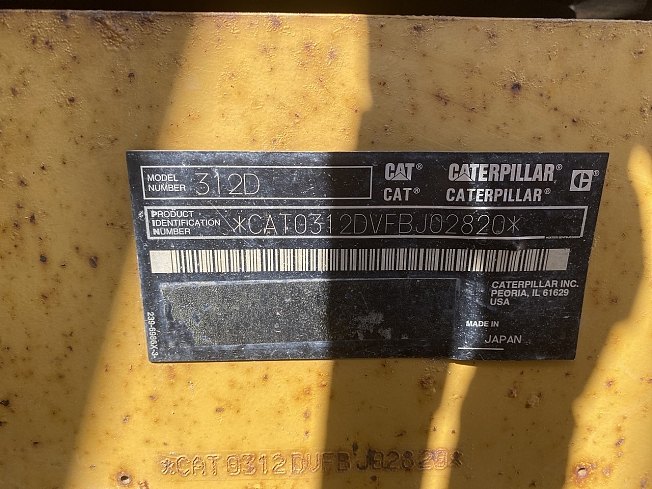 MODEL NUMBER 312D
CAT® CATERPILLAR® C
CAT® CATERPILLAR®
PRODUCT IDENTIFICATION NUMBER *CAT0312DVFBJ02820*
CATERPILLAR INC.
PEORIA, IL 61629
USA
MADE IN
JAPAN
*CAT0312DVFBJ02820*